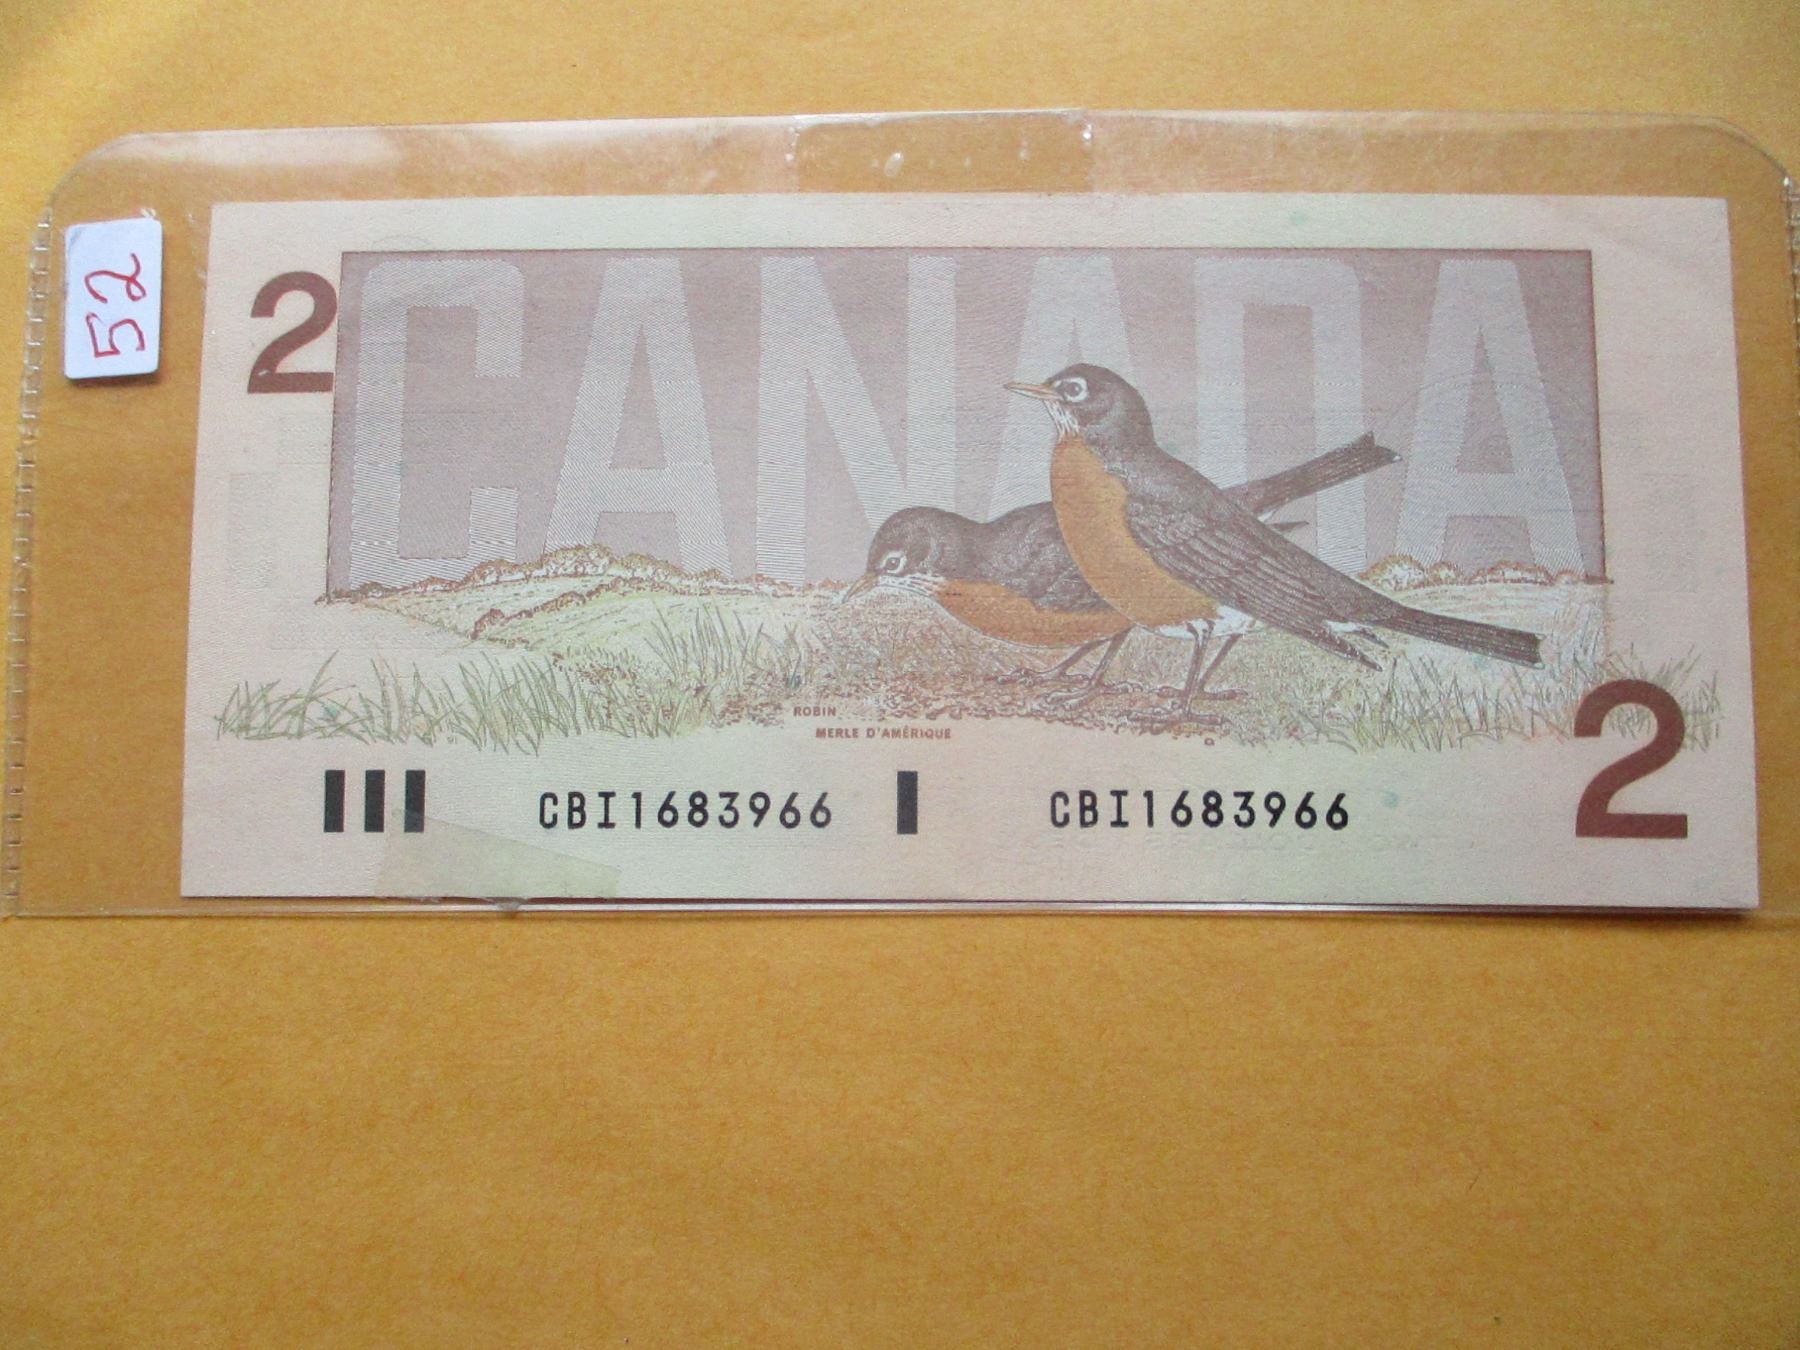 52
2
CANADA
ROBIN
MERLE D'AMÉRIQUE
CBI1683966 CBI1683966
2